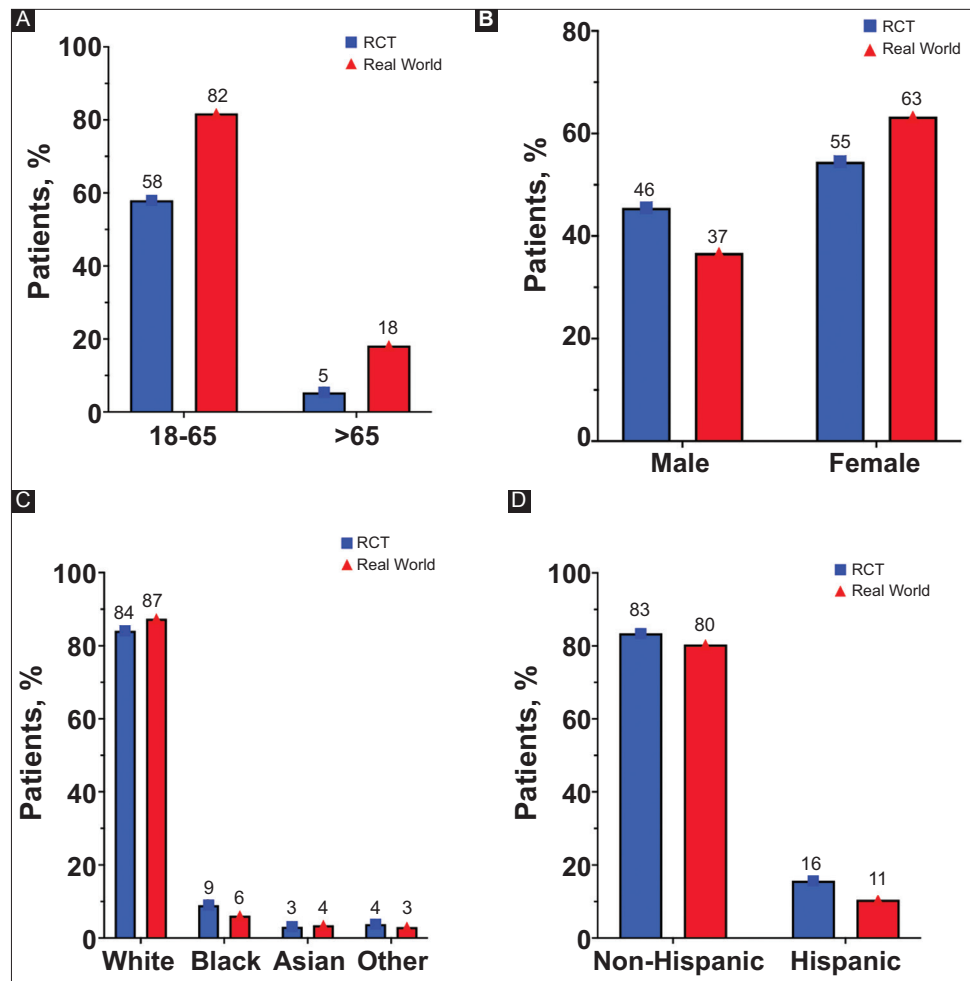 A
RCT
Real World
Patients, %
100
80
60
40
20
0
58
82
5
18
18-65
>65
B
RCT
Real World
Patients, %
80
60
40
20
0
46
37
55
63
Male
Female
C
RCT
Real World
Patients, %
100
80
60
40
20
0
84
87
9
6
3
4
4
3
White
Black
Asian
Other
D
RCT
Real World
Patients, %
100
80
60
40
20
0
83
80
16
11
Non-Hispanic
Hispanic